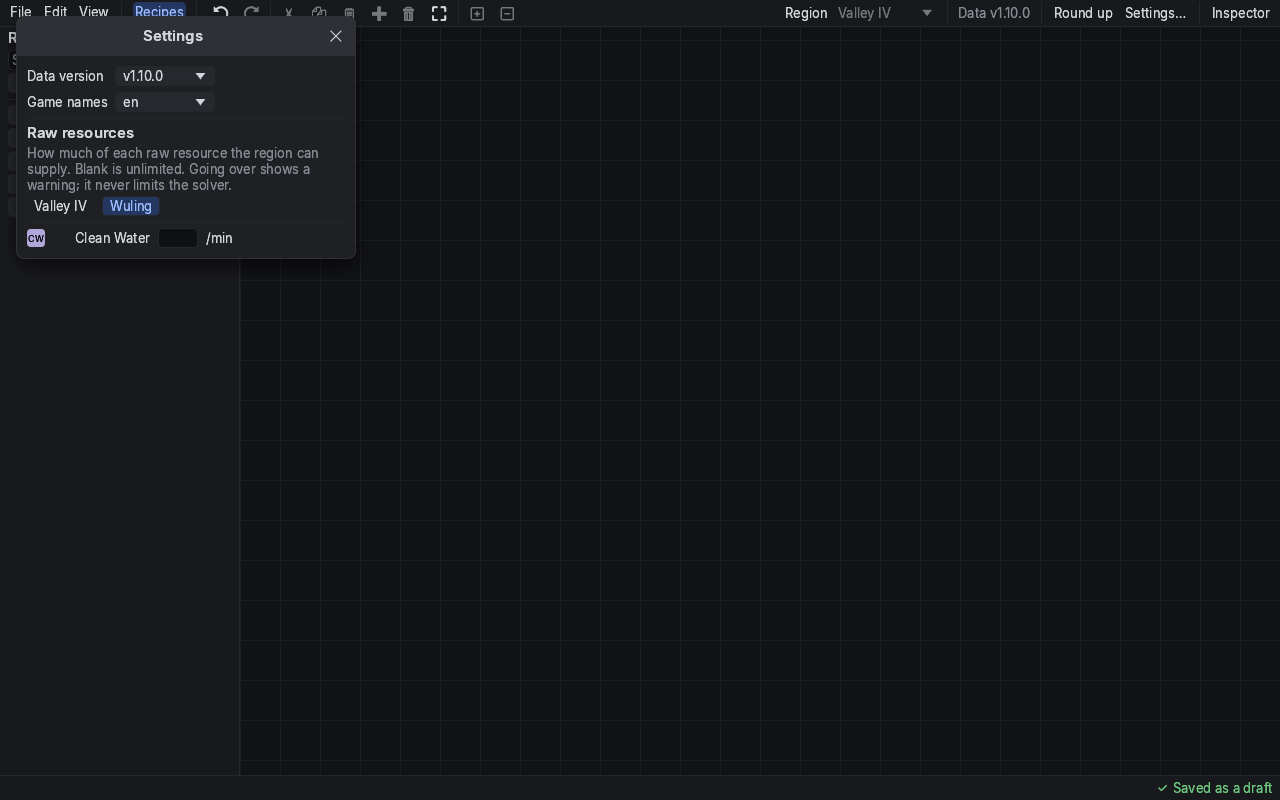 File Edit View Recipes Region Valley IV Data v1.10.0 Round up Settings... Inspector
Settings
Data version v1.10.0
Game names en
Raw resources
How much of each raw resource the region can
supply. Blank is unlimited. Going over shows a
warning; it never limits the solver.
Valley IV Wuling
CW Clean Water /min
Saved as a draft